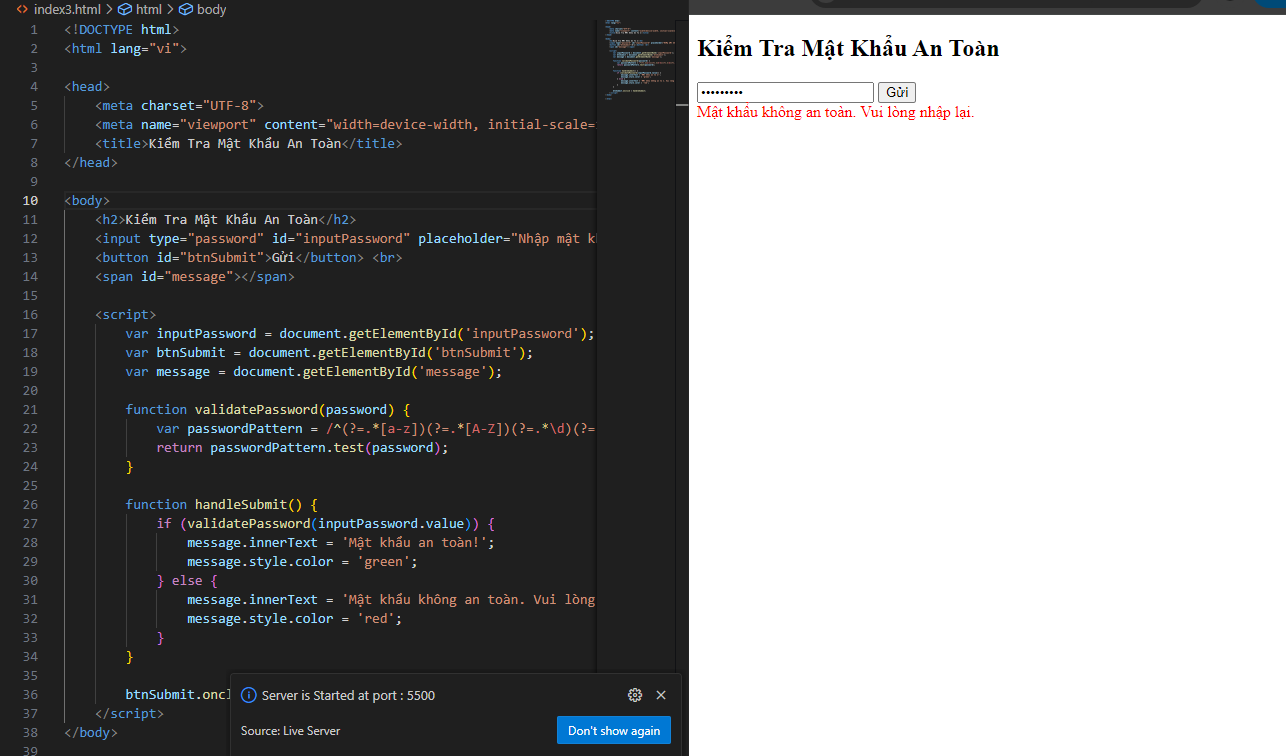 index3.html > html > body
1 <!DOCTYPE html>
2 <html lang="vi">
3
4 <head>
5 <meta charset="UTF-8">
6 <meta name="viewport" content="width=device-width, initial-scale=
7 <title>Kiểm Tra Mật Khẩu An Toàn</title>
8 </head>
9
10 <body>
11 <h2>Kiểm Tra Mật Khẩu An Toàn</h2>
12 <input type="password" id="inputPassword" placeholder="Nhập mật k
13 <button id="btnSubmit">Gửi</button> <br>
14 <span id="message"></span>
15
16 <script>
17 var inputPassword = document.getElementById('inputPassword');
18 var btnSubmit = document.getElementById('btnSubmit');
19 var message = document.getElementById('message');
20
21 function validatePassword(password) {
22 var passwordPattern = /^(?=.*[a-z])(?=.*[A-Z])(?=.*\d)(?=
23 return passwordPattern.test(password);
24 }
25
26 function handleSubmit() {
27 if (validatePassword(inputPassword.value)) {
28 message.innerText = 'Mật khẩu an toàn!';
29 message.style.color = 'green';
30 } else {
31 message.innerText = 'Mật khẩu không an toàn. Vui lòng
32 message.style.color = 'red';
33 }
34 }
35
36 btnSubmit.onc
37 </script>
38 </body>
39
Server is Started at port : 5500
Source: Live Server
Don't show again
Kiểm Tra Mật Khẩu An Toàn
•••••••••
Gửi
Mật khẩu không an toàn. Vui lòng nhập lại.